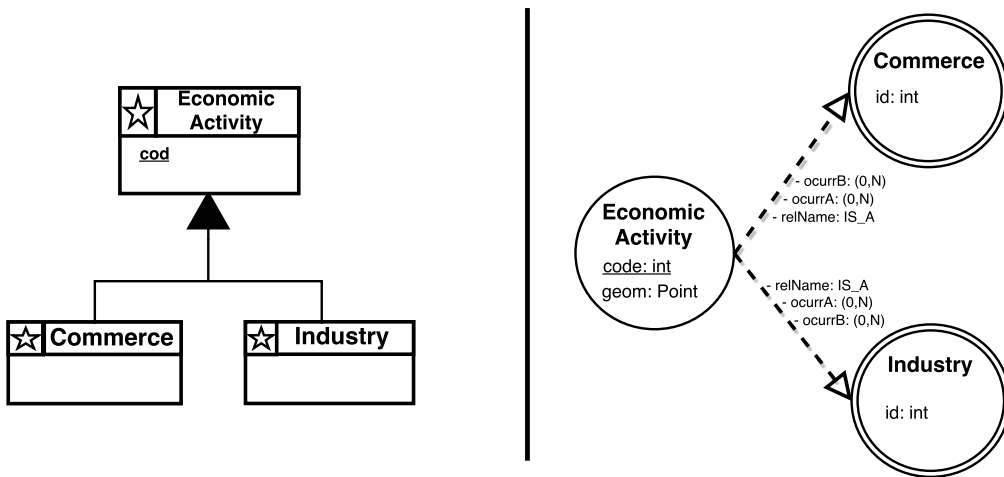 Economic
Activity
cod
Commerce
Industry
Commerce
id: int
- ocurrB: (0,N)
- ocurrA: (0,N)
- relName: IS_A
Economic
Activity
code: int
geom: Point
- relName: IS_A
- ocurrA: (0,N)
- ocurrB: (0,N)
Industry
id: int